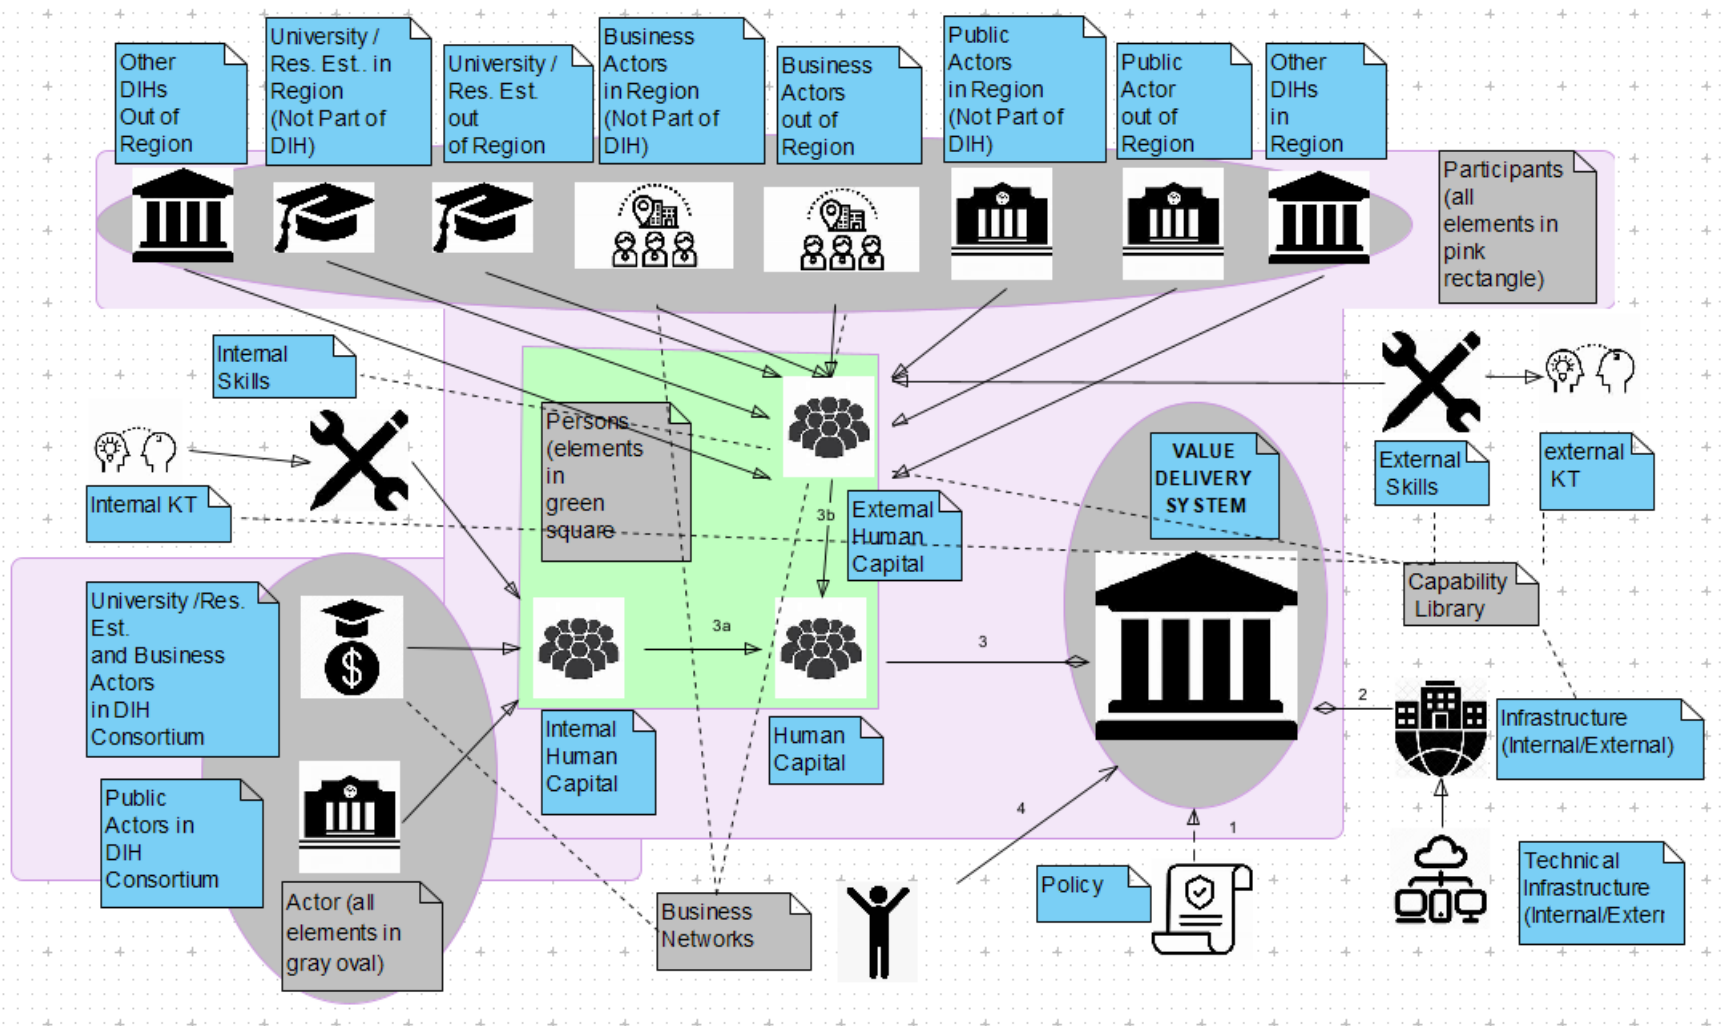 Other
DIHs
Out of
Region
University /
Res. Est.. in
Region
(Not Part of
DIH)
University /
Res. Est.
out
of Region
Business
Actors
in Region
(Not Part of
DIH)
Business
Actors
out of
Region
Public
Actors
in Region
(Not Part of
DIH)
Public
Actor
out of
Region
Other
DIHs
in
Region
Participants
(all
elements in
pink
rectangle)
Internal
Skills
Persons
(elements
in
green
square
Internal KT
3b
External
Human
Capital
VALUE
DELIVERY
SYSTEM
External
Skills
external
KT
Capability
Library
University /Res.
Est.
and Business
Actors
in DIH
Consortium
3a
3
2
Internal
Human
Capital
Human
Capital
Infrastructure
(Internal/External)
Public
Actors in
DIH
Consortium
4
1
Policy
Technical
Infrastructure
(Internal/Extern
Actor (all
elements in
gray oval)
Business
Networks